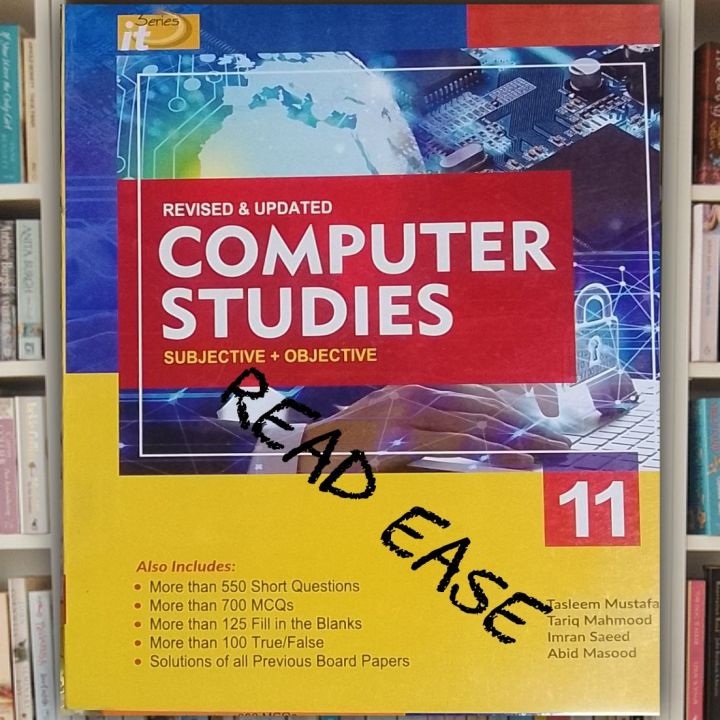 it Series
REVISED & UPDATED
COMPUTER
STUDIES
SUBJECTIVE + OBJECTIVE
READ EASE
11
Also Includes:
• More than 550 Short Questions
• More than 700 MCQs
• More than 125 Fill in the Blanks
• More than 100 True/False
• Solutions of all Previous Board Papers
Tasleem Mustafa
Tariq Mahmood
Imran Saeed
Abid Masood